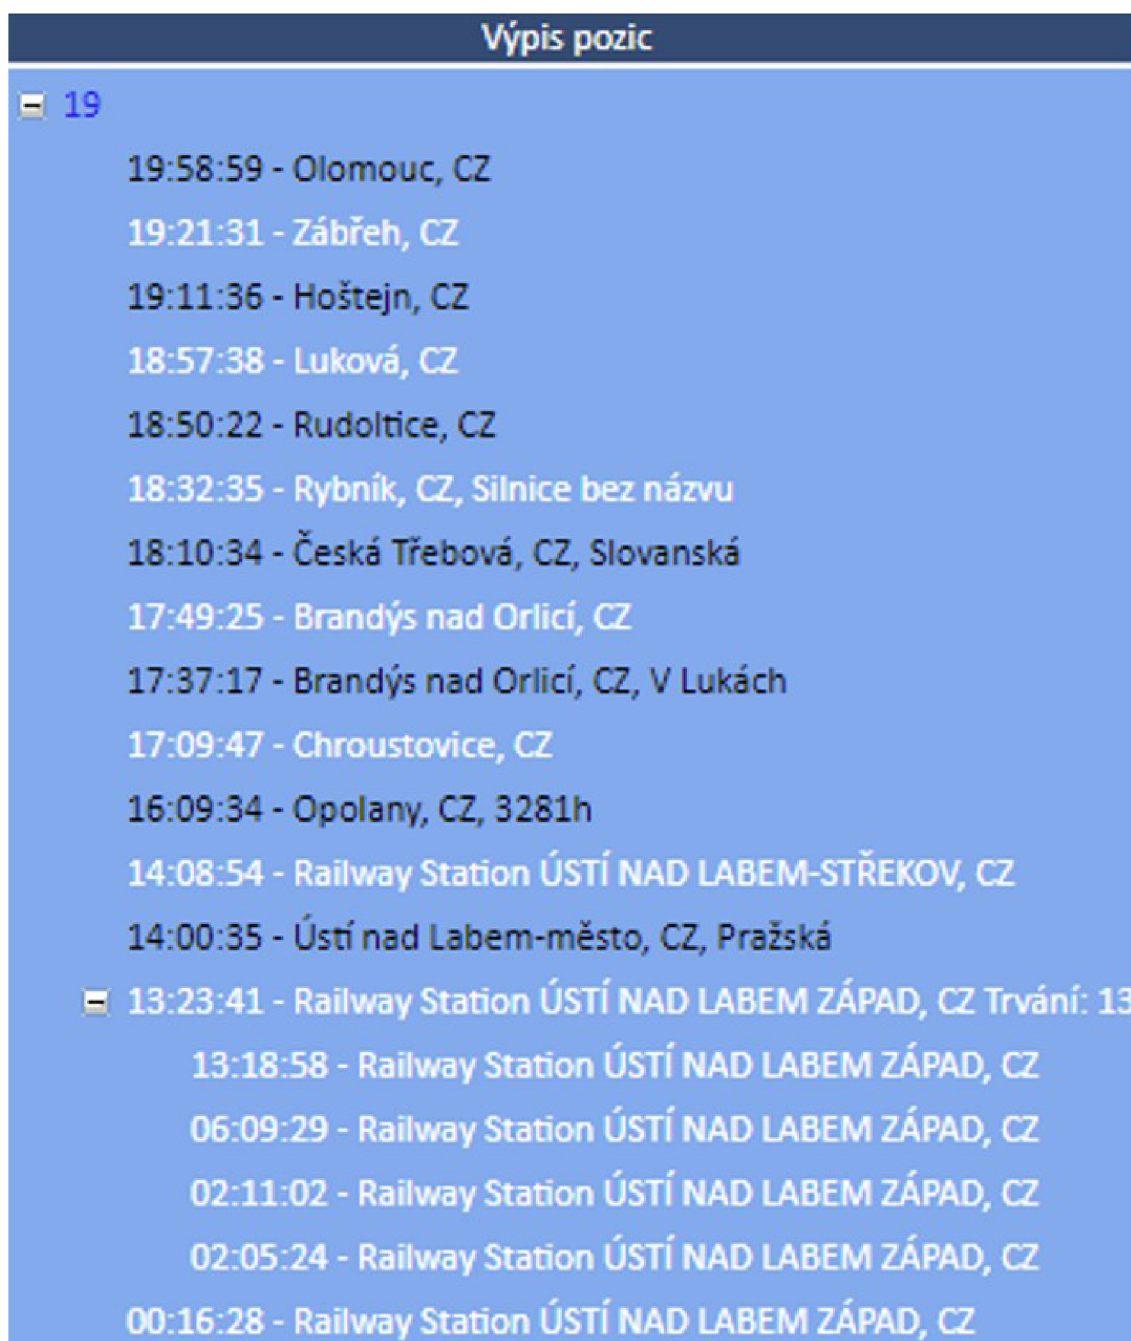 Výpis pozic
19
19:58:59 - Olomouc, CZ
19:21:31 - Zábřeh, CZ
19:11:36 - Hoštejn, CZ
18:57:38 - Luková, CZ
18:50:22 - Rudoltice, CZ
18:32:35 - Rybník, CZ, Silnice bez názvu
18:10:34 - Česká Třebová, CZ, Slovanská
17:49:25 - Brandýs nad Orlicí, CZ
17:37:17 - Brandýs nad Orlicí, CZ, V Lukách
17:09:47 - Chroustovice, CZ
16:09:34 - Opolany, CZ, 3281h
14:08:54 - Railway Station ÚSTÍ NAD LABEM-STŘEKOV, CZ
14:00:35 - Ústí nad Labem-město, CZ, Pražská
13:23:41 - Railway Station ÚSTÍ NAD LABEM ZÁPAD, CZ Trvání: 13
13:18:58 - Railway Station ÚSTÍ NAD LABEM ZÁPAD, CZ
06:09:29 - Railway Station ÚSTÍ NAD LABEM ZÁPAD, CZ
02:11:02 - Railway Station ÚSTÍ NAD LABEM ZÁPAD, CZ
02:05:24 - Railway Station ÚSTÍ NAD LABEM ZÁPAD, CZ
00:16:28 - Railway Station ÚSTÍ NAD LABEM ZÁPAD, CZ